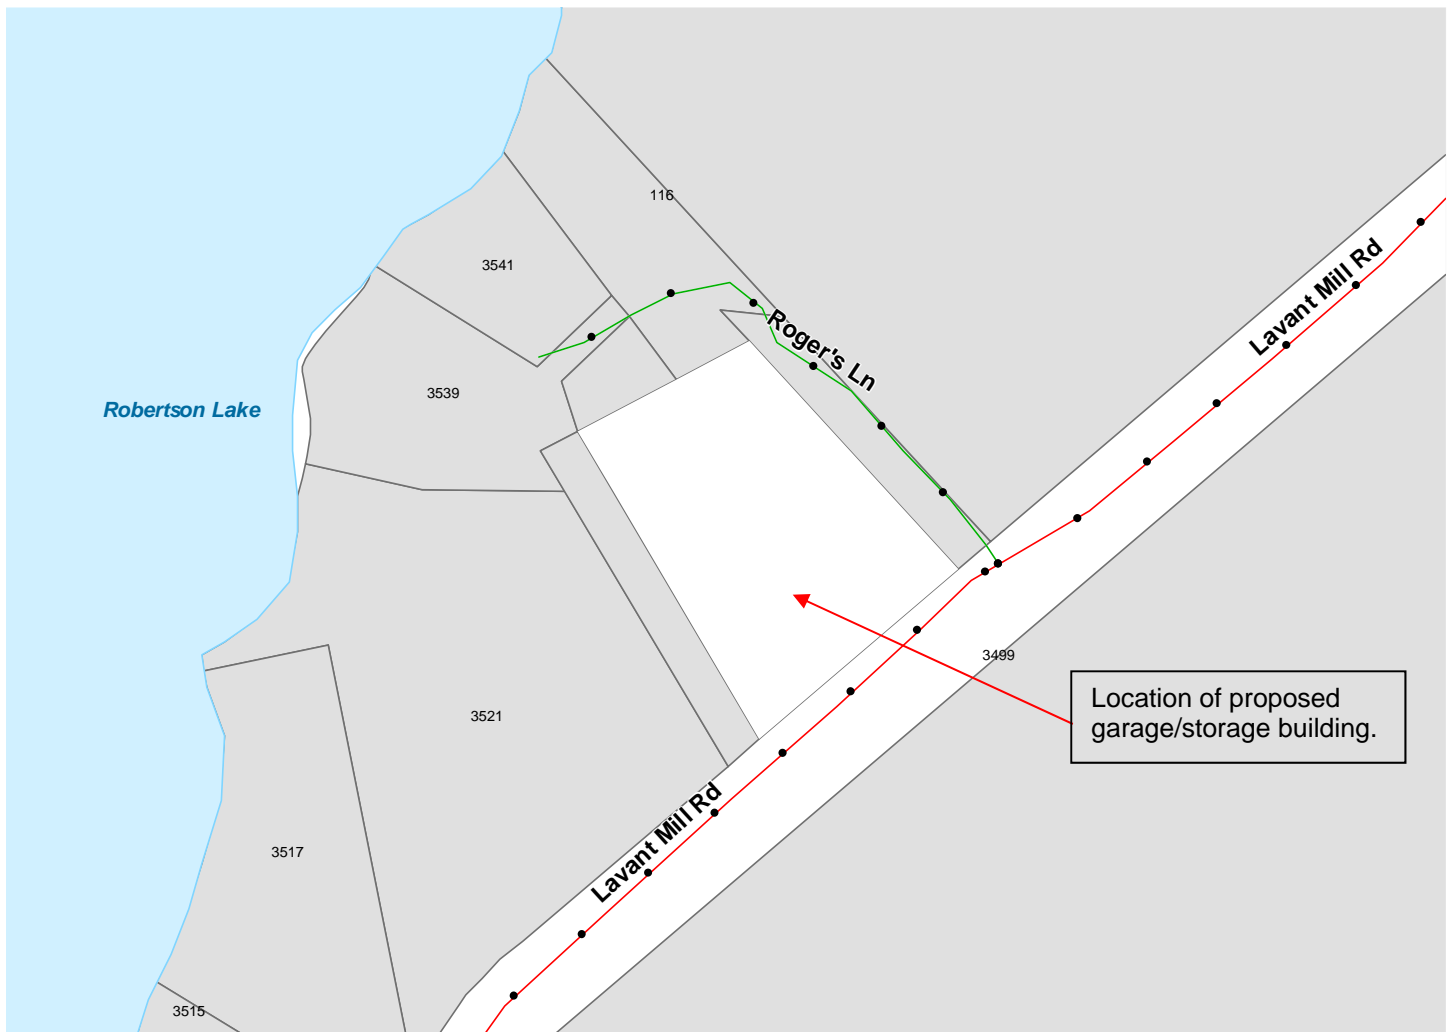 116
Lavant Mill Rd
3541
Roger's Ln
3539
Robertson Lake
3499
Location of proposed
garage/storage building.
3521
Lavant Mill Rd
3517
3515